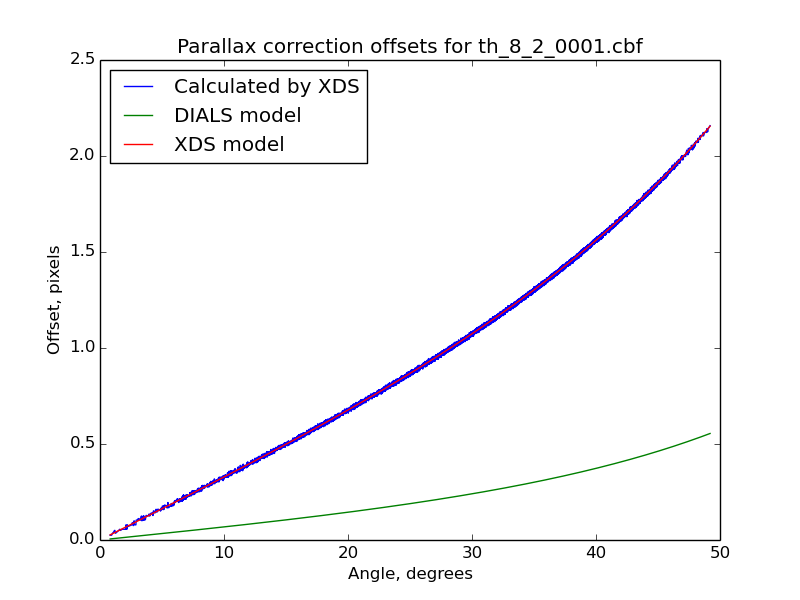 Parallax correction offsets for th_8_2_0001.cbf
Calculated by XDS
DIALS model
XDS model
2.5
2.0
1.5
1.0
0.5
0.0
Offset, pixels
0 10 20 30 40 50
Angle, degrees